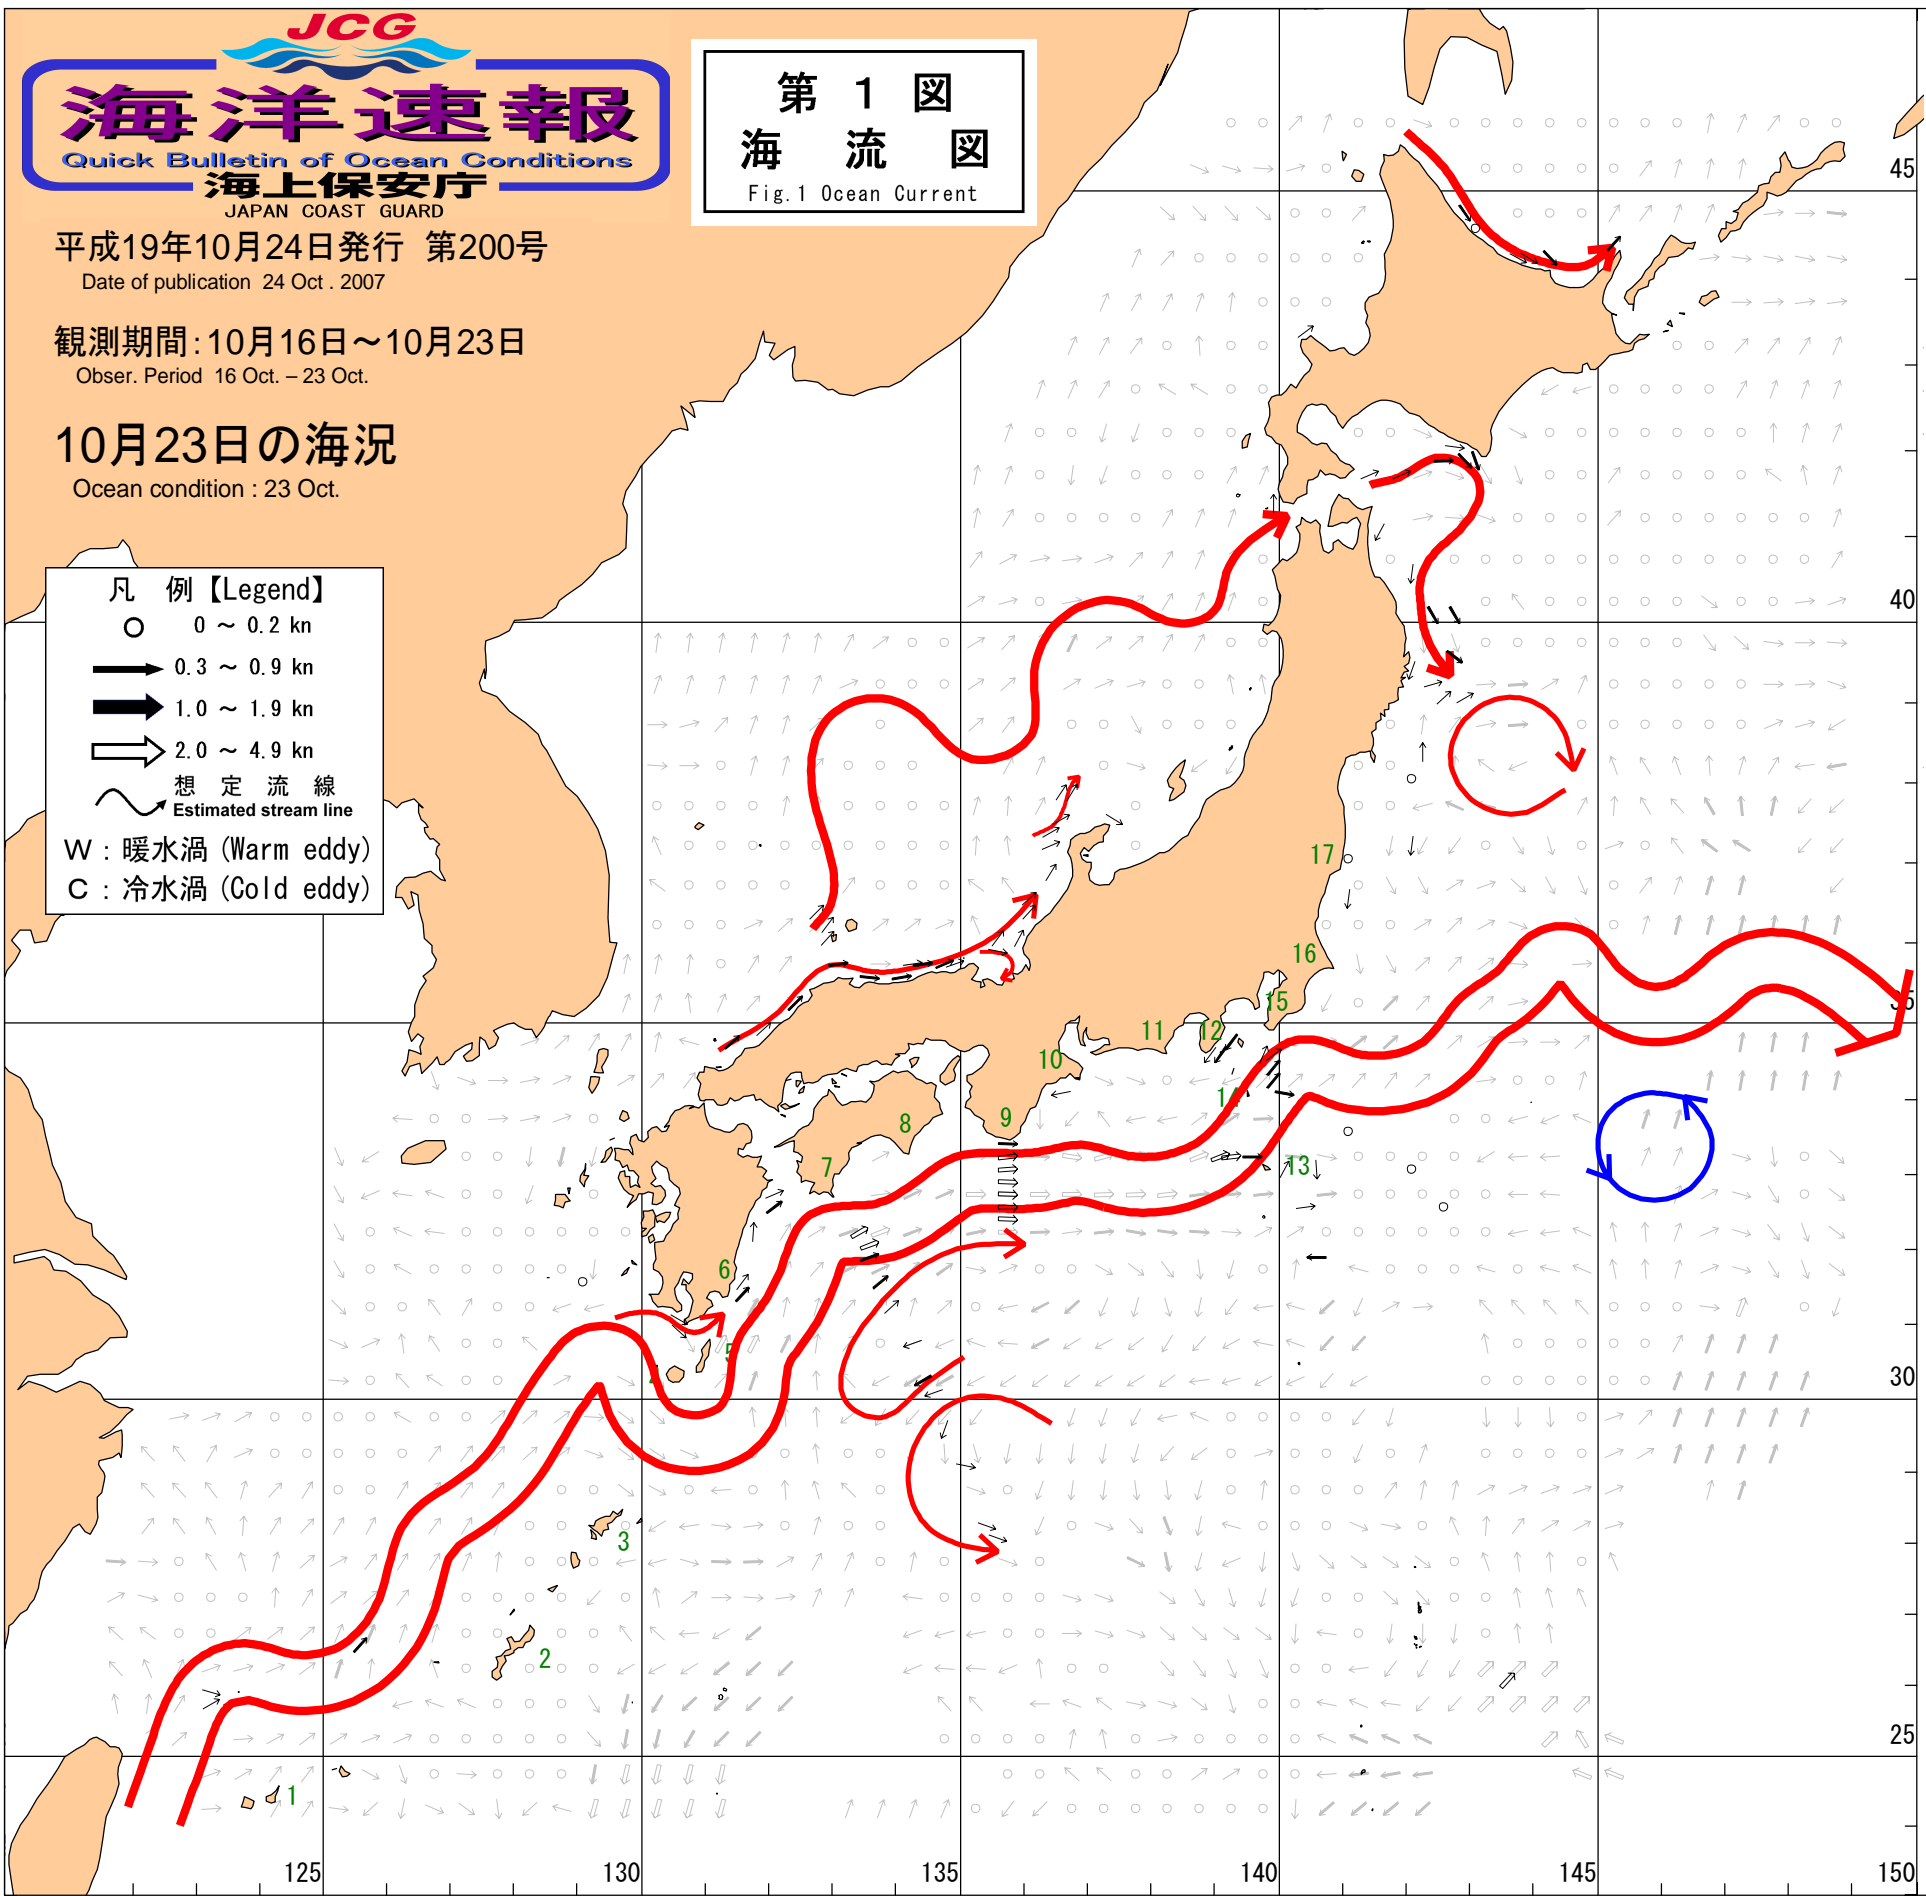 JCG
海洋速報
Quick Bulletin of Ocean Conditions
海上保安庁
JAPAN COAST GUARD
平成19年10月24日発行 第200号
Date of publication 24 Oct . 2007
観測期間:10月16日～10月23日
Obser. Period 16 Oct. – 23 Oct.
10月23日の海況
Ocean condition : 23 Oct.
第 1 図
海 流 図
Fig.1 Ocean Current
凡 例【Legend】
0 ～ 0.2 kn
0.3 ～ 0.9 kn
1.0 ～ 1.9 kn
2.0 ～ 4.9 kn
想 定 流 線
Estimated stream line
W : 暖水渦 (Warm eddy)
C : 冷水渦 (Cold eddy)
45
40
17
16
15
35
12
11
10
14
9
8
7
13
6
5
30
3
2
25
1
125
130
135
140
145
150